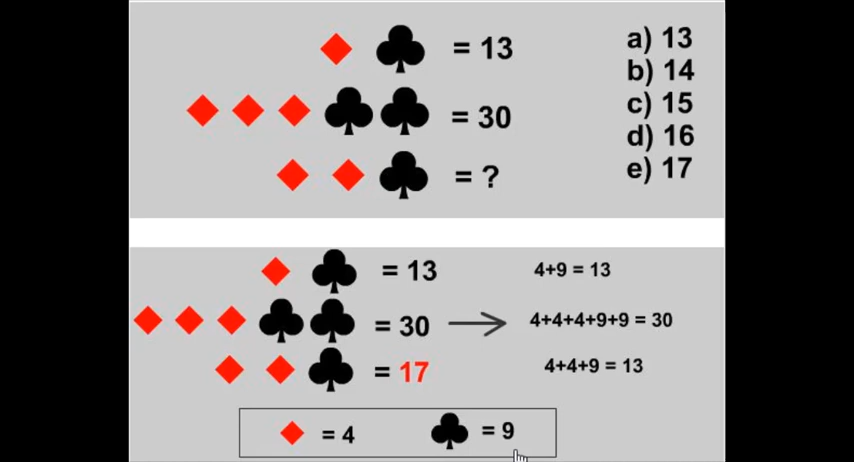 = 13
= 30
= ?
a) 13
b) 14
c) 15
d) 16
e) 17
= 13
4+9 = 13
= 30
4+4+4+9+9 = 30
= 17
4+4+9 = 13
= 4
= 9